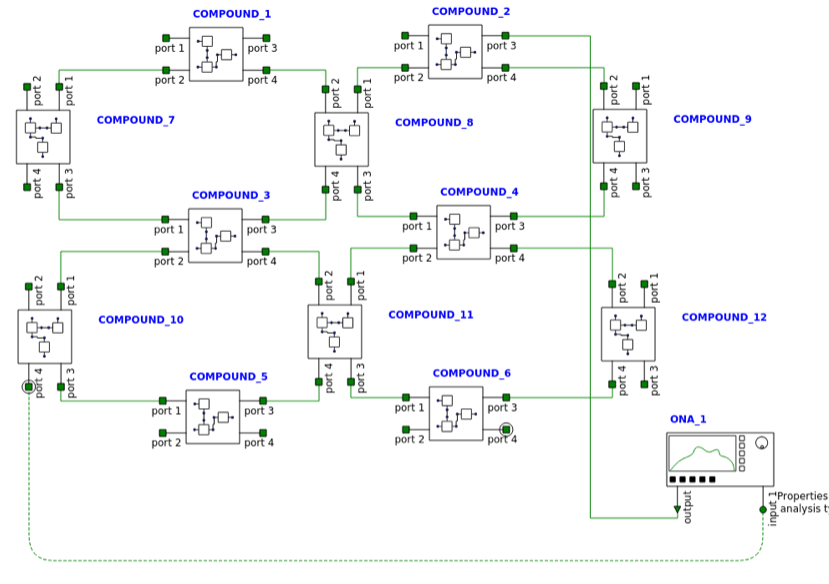 COMPOUND_1
COMPOUND_2
port 1
port 3
port 1
port 3
port 2
port 4
port 2
port 4
port 2
port 1
port 2
port 1
port 2
port 1
COMPOUND_7
COMPOUND_8
COMPOUND_9
port 4
port 3
port 4
port 3
port 4
port 3
COMPOUND_3
COMPOUND_4
port 1
port 3
port 1
port 3
port 2
port 4
port 2
port 4
port 2
port 1
port 2
port 1
port 2
port 1
COMPOUND_10
COMPOUND_11
COMPOUND_12
port 4
port 3
port 4
port 3
port 4
port 3
COMPOUND_5
COMPOUND_6
port 1
port 3
port 1
port 3
port 2
port 4
port 2
port 4
ONA_1
output
input 1
Properties
analysis t